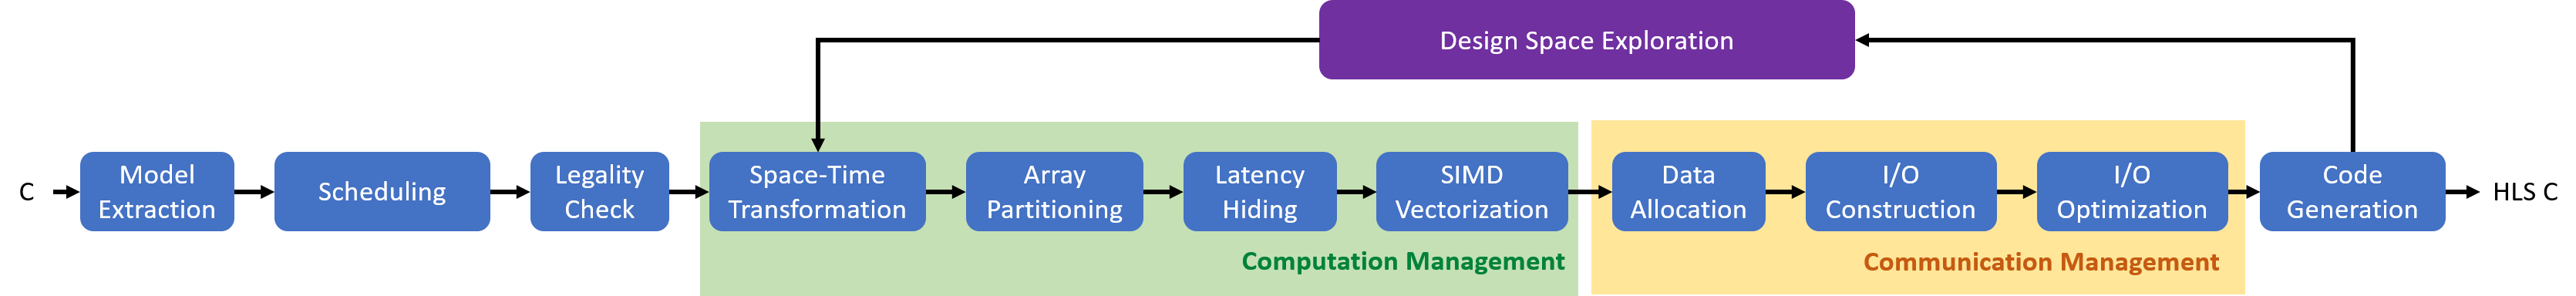 Design Space Exploration
C
Model
Extraction
Scheduling
Legality
Check
Space-Time
Transformation
Array
Partitioning
Latency
Hiding
SIMD
Vectorization
Data
Allocation
I/O
Construction
I/O
Optimization
Code
Generation
HLS C
Computation Management
Communication Management